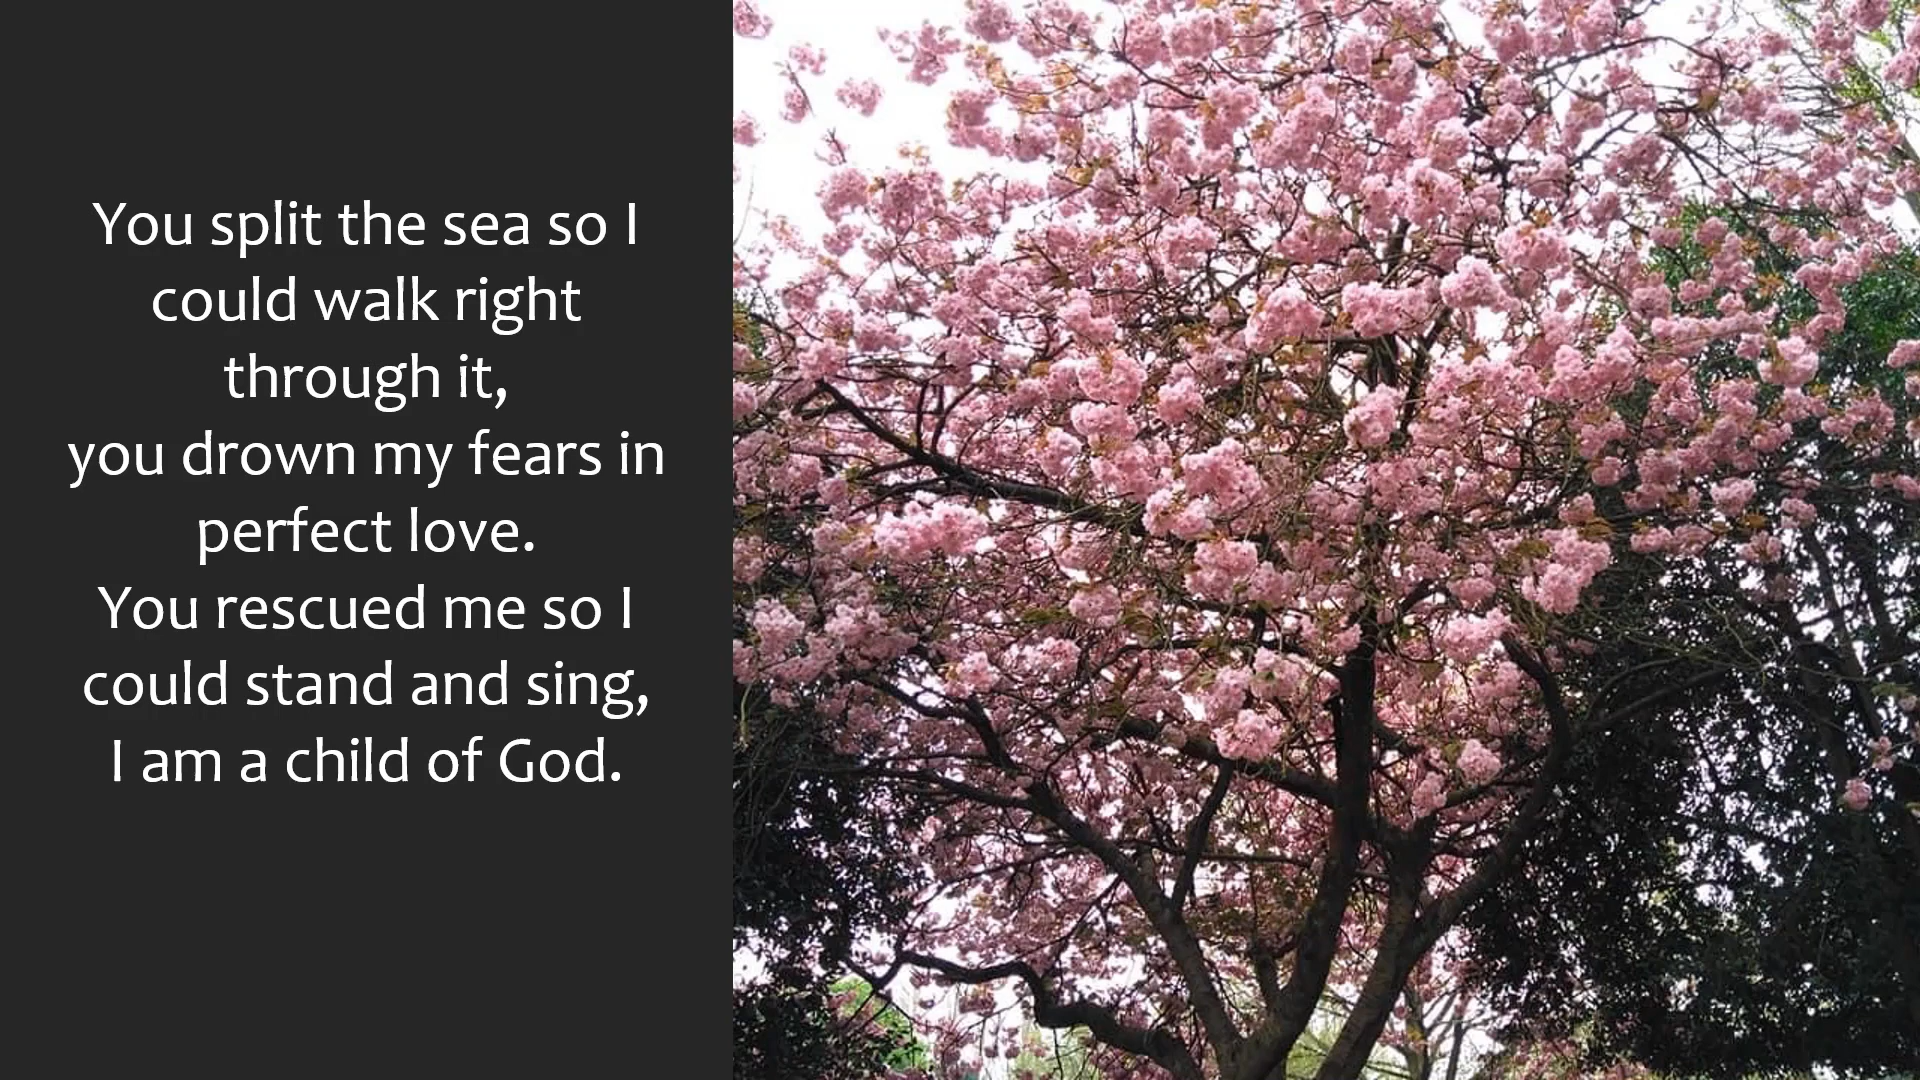 You split the sea so I
could walk right
through it,
you drown my fears in
perfect love.
You rescued me so I
could stand and sing,
I am a child of God.